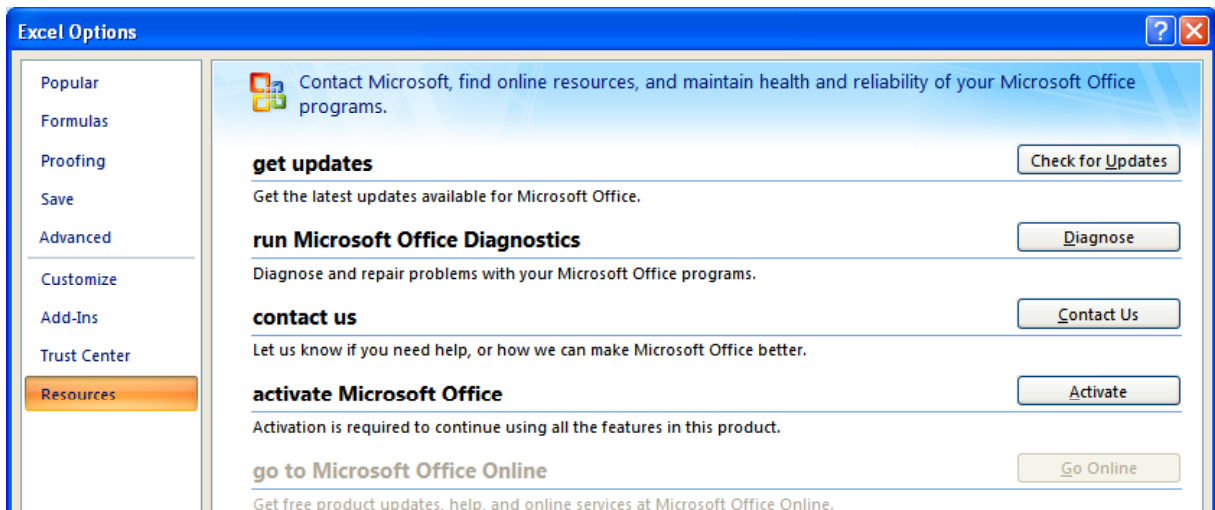 Excel Options
Popular
Formulas
Proofing
Save
Advanced
Customize
Add-Ins
Trust Center
Resources
Contact Microsoft, find online resources, and maintain health and reliability of your Microsoft Office
programs.
get updates
Check for Updates
Get the latest updates available for Microsoft Office.
run Microsoft Office Diagnostics
Diagnose
Diagnose and repair problems with your Microsoft Office programs.
contact us
Contact Us
Let us know if you need help, or how we can make Microsoft Office better.
activate Microsoft Office
Activate
Activation is required to continue using all the features in this product.
go to Microsoft Office Online
Go Online
Get free product updates, help, and online services at Microsoft Office Online.